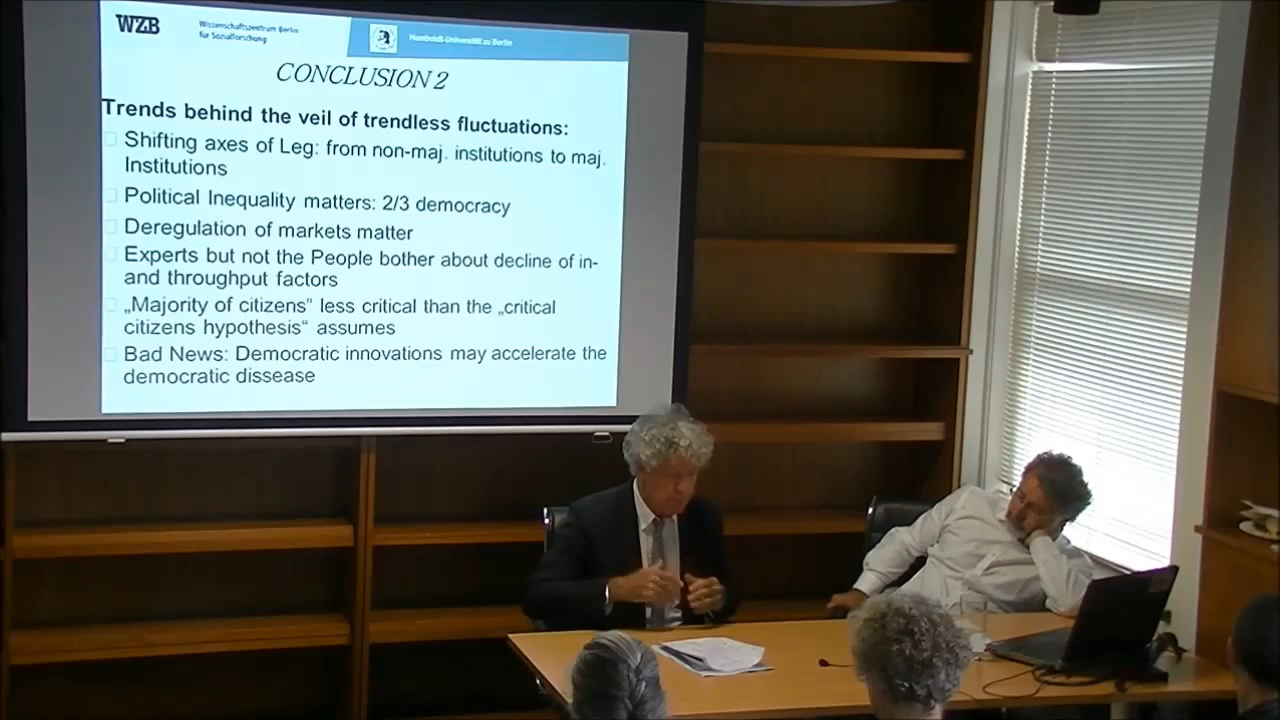 WZB
Wissenschaftszentrum Berlin
für Sozialforschung
Humboldt-Universität zu Berlin
CONCLUSION 2
Trends behind the veil of trendless fluctuations:
Shifting axes of Leg: from non-maj. institutions to maj.
Institutions
Political Inequality matters: 2/3 democracy
Deregulation of markets matter
Experts but not the People bother about decline of in-
and throughput factors
„Majority of citizens“ less critical than the „critical
citizens hypothesis“ assumes
Bad News: Democratic innovations may accelerate the
democratic dissease